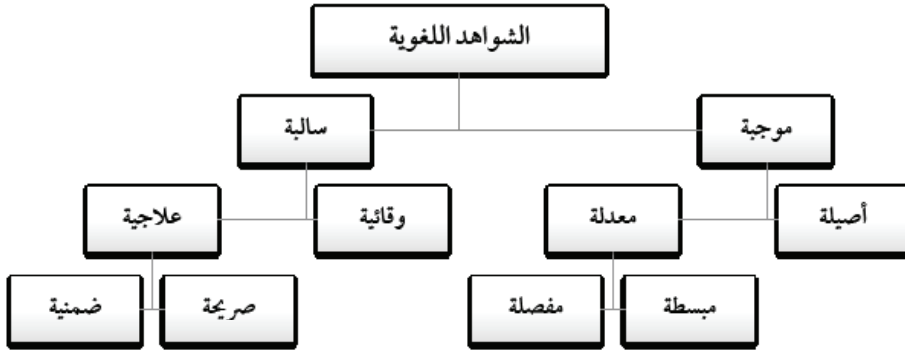 الشواهد اللغوية
موجبة
سالبة
أصيلة
معدلة
وقائية
علاجية
مبسطة
مفصلة
صريحة
ضمنية